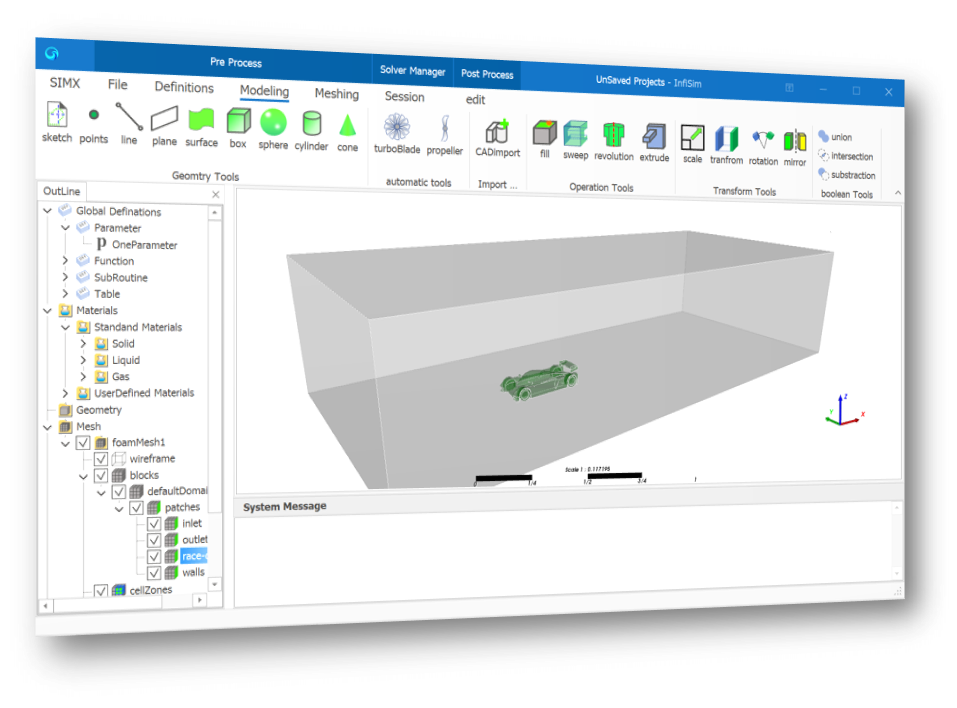 Pre Process
Solver Manager
Post Process
UnSaved Projects - InfiSim
SIMX File Definitions Modeling Meshing Session edit
sketch points line plane surface box sphere cylinder cone
Geomtry Tools
turboBlade propeller
automatic tools
CADImport
Import ...
fill sweep revolution extrude
Operation Tools
scale tranfrom rotation mirror
Transform Tools
union
intersection
substraction
boolean Tools
OutLine
Global Definitions
Parameter
P OneParameter
Function
SubRoutine
Table
Materials
Standard Materials
Solid
Liquid
Gas
UserDefined Materials
Geometry
Mesh
foamMesh1
wireframe
blocks
defaultDomai
patches
inlet
outlet
race-c
walls
cellZones
z
y
x
Scale 1 : 0.117195
0 1/4 1/2 3/4 1
System Message